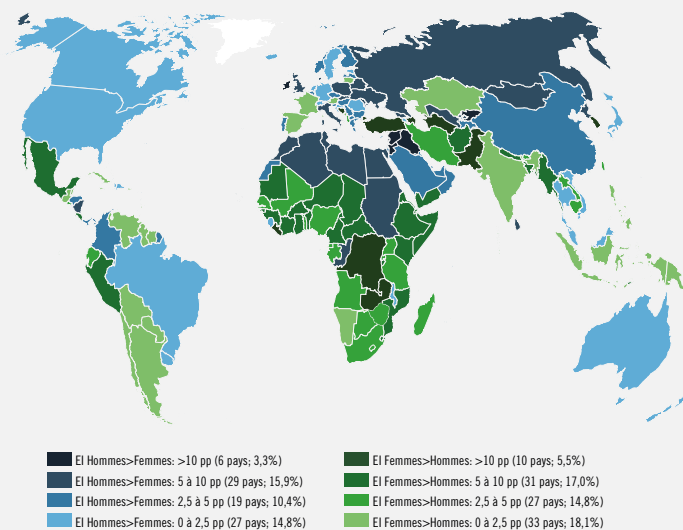 EI Hommes>Femmes: >10 pp (6 pays; 3,3%)
EI Hommes>Femmes: 5 à 10 pp (29 pays; 15,9%)
EI Hommes>Femmes: 2,5 à 5 pp (19 pays; 10,4%)
EI Hommes>Femmes: 0 à 2,5 pp (27 pays; 14,8%)
EI Femmes>Hommes: >10 pp (10 pays; 5,5%)
EI Femmes>Hommes: 5 à 10 pp (31 pays; 17,0%)
EI Femmes>Hommes: 2,5 à 5 pp (27 pays; 14,8%)
EI Femmes>Hommes: 0 à 2,5 pp (33 pays; 18,1%)